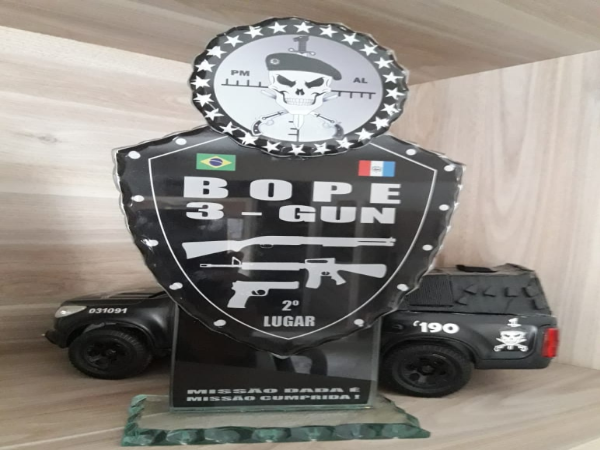 PM AL
BOPE
3 - GUN
2º
LUGAR
031091
190
MISSÃO DADA É
MISSÃO CUMPRIDA!